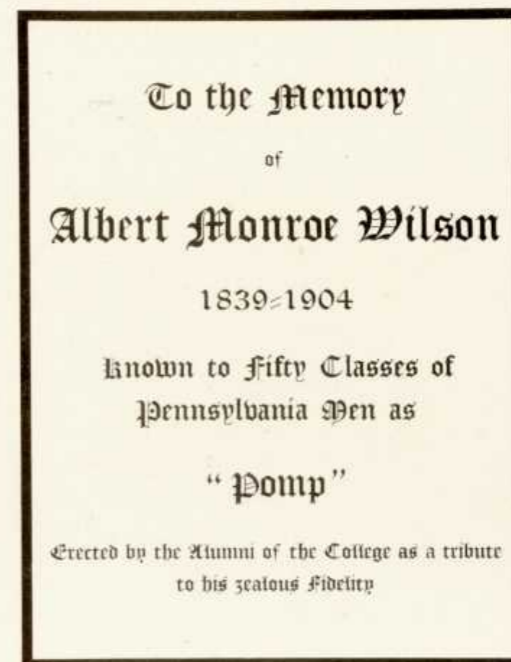 To the Memory
of
Albert Monroe Wilson
1839-1904
Known to Fifty Classes of
Pennsylvania Men as
"Pomp"
Erected by the Alumni of the College as a tribute
to his zealous Fidelity